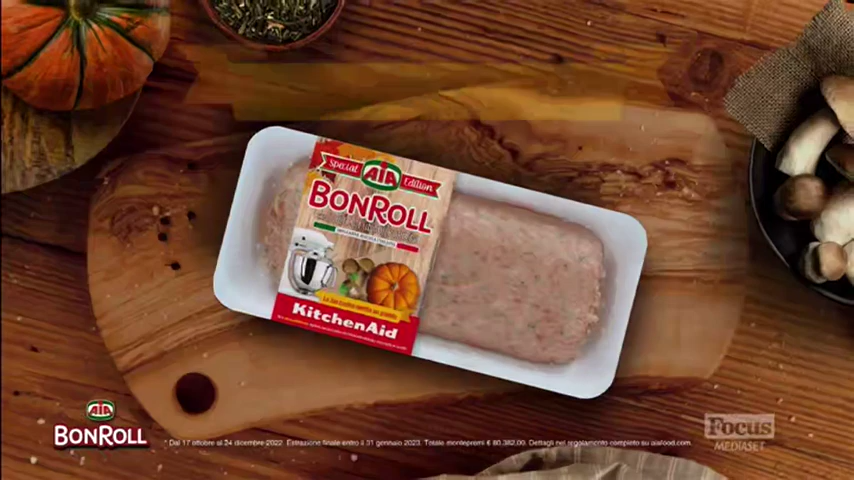 Special Edition
AIA
BONROLL
KitchenAid
AIA
BONROLL
* Dal 17 ottobre al 24 dicembre 2022. Estrazione finale entro il 31 gennaio 2023. Totale montepremi € 80.382,00. Dettagli nel regolamento completo su aiafood.com.
Focus
MEDIASET